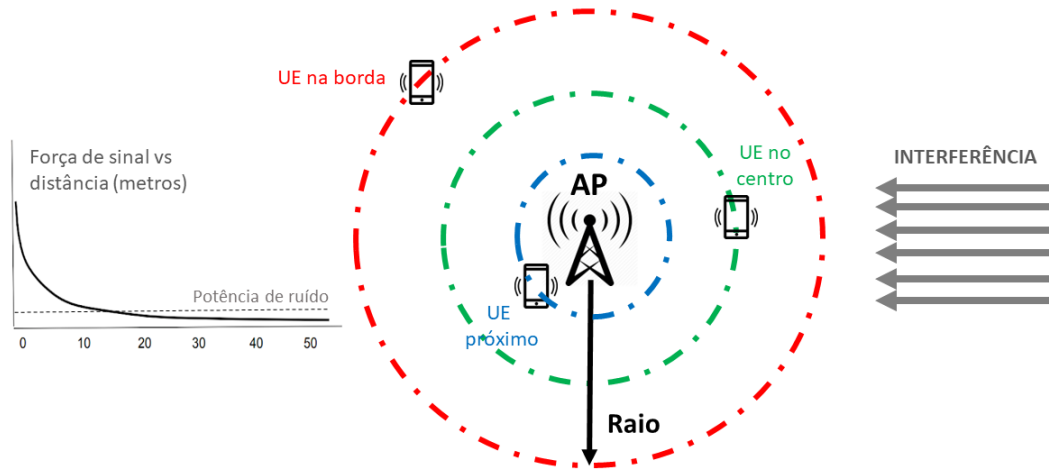 UE na borda
Força de sinal vs
distância (metros)
Potência de ruído
0 10 20 30 40 50
AP
UE no
centro
UE
próximo
Raio
INTERFERÊNCIA